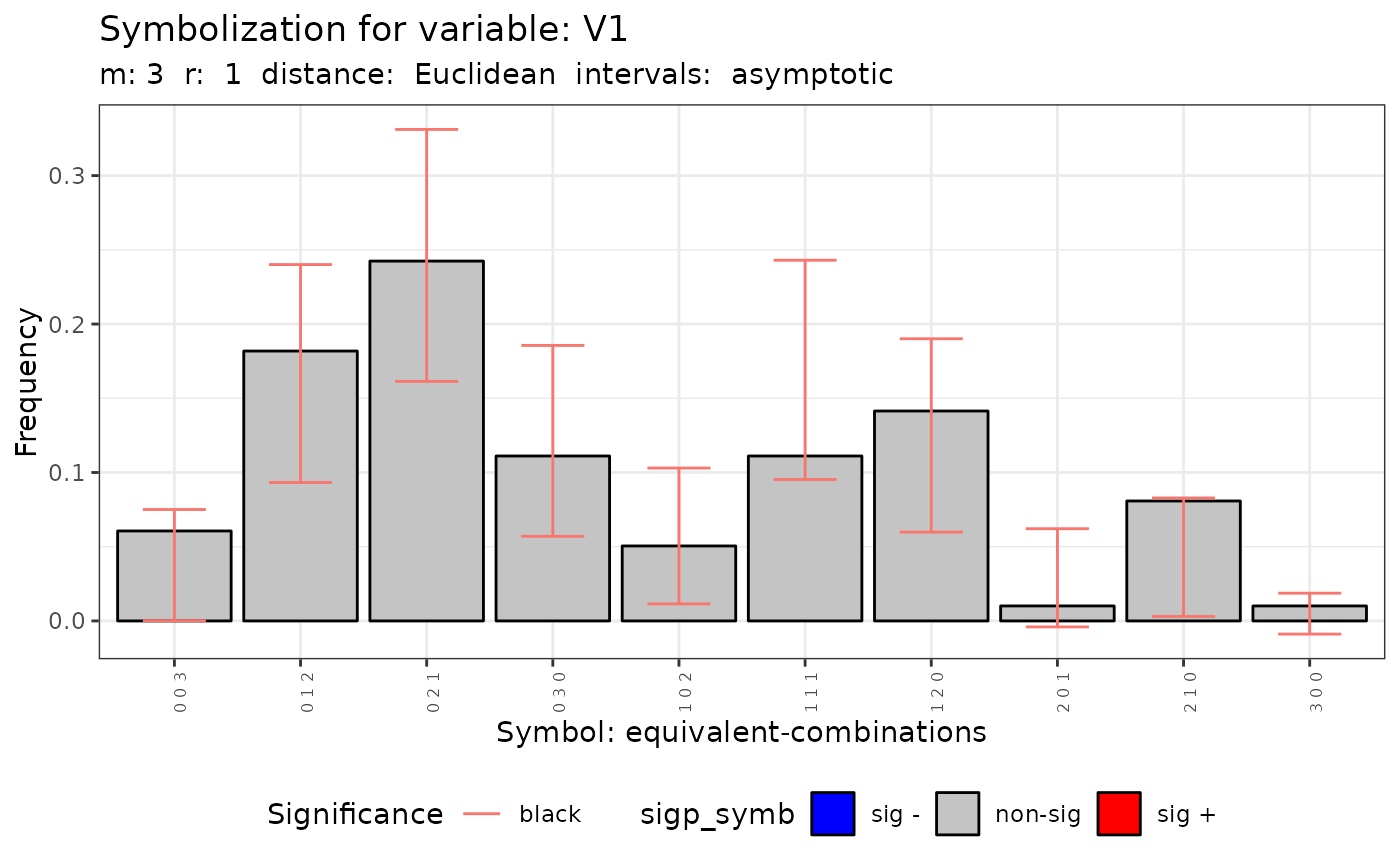 Symbolization for variable: V1
m: 3 r: 1 distance: Euclidean intervals: asymptotic
Frequency
0.3
0.2
0.1
0.0
0 0 3
0 1 2
0 2 1
0 3 0
1 0 2
1 1 1
1 2 0
2 0 1
2 1 0
3 0 0
Symbol: equivalent-combinations
Significance black sigp_symb sig - non-sig sig +